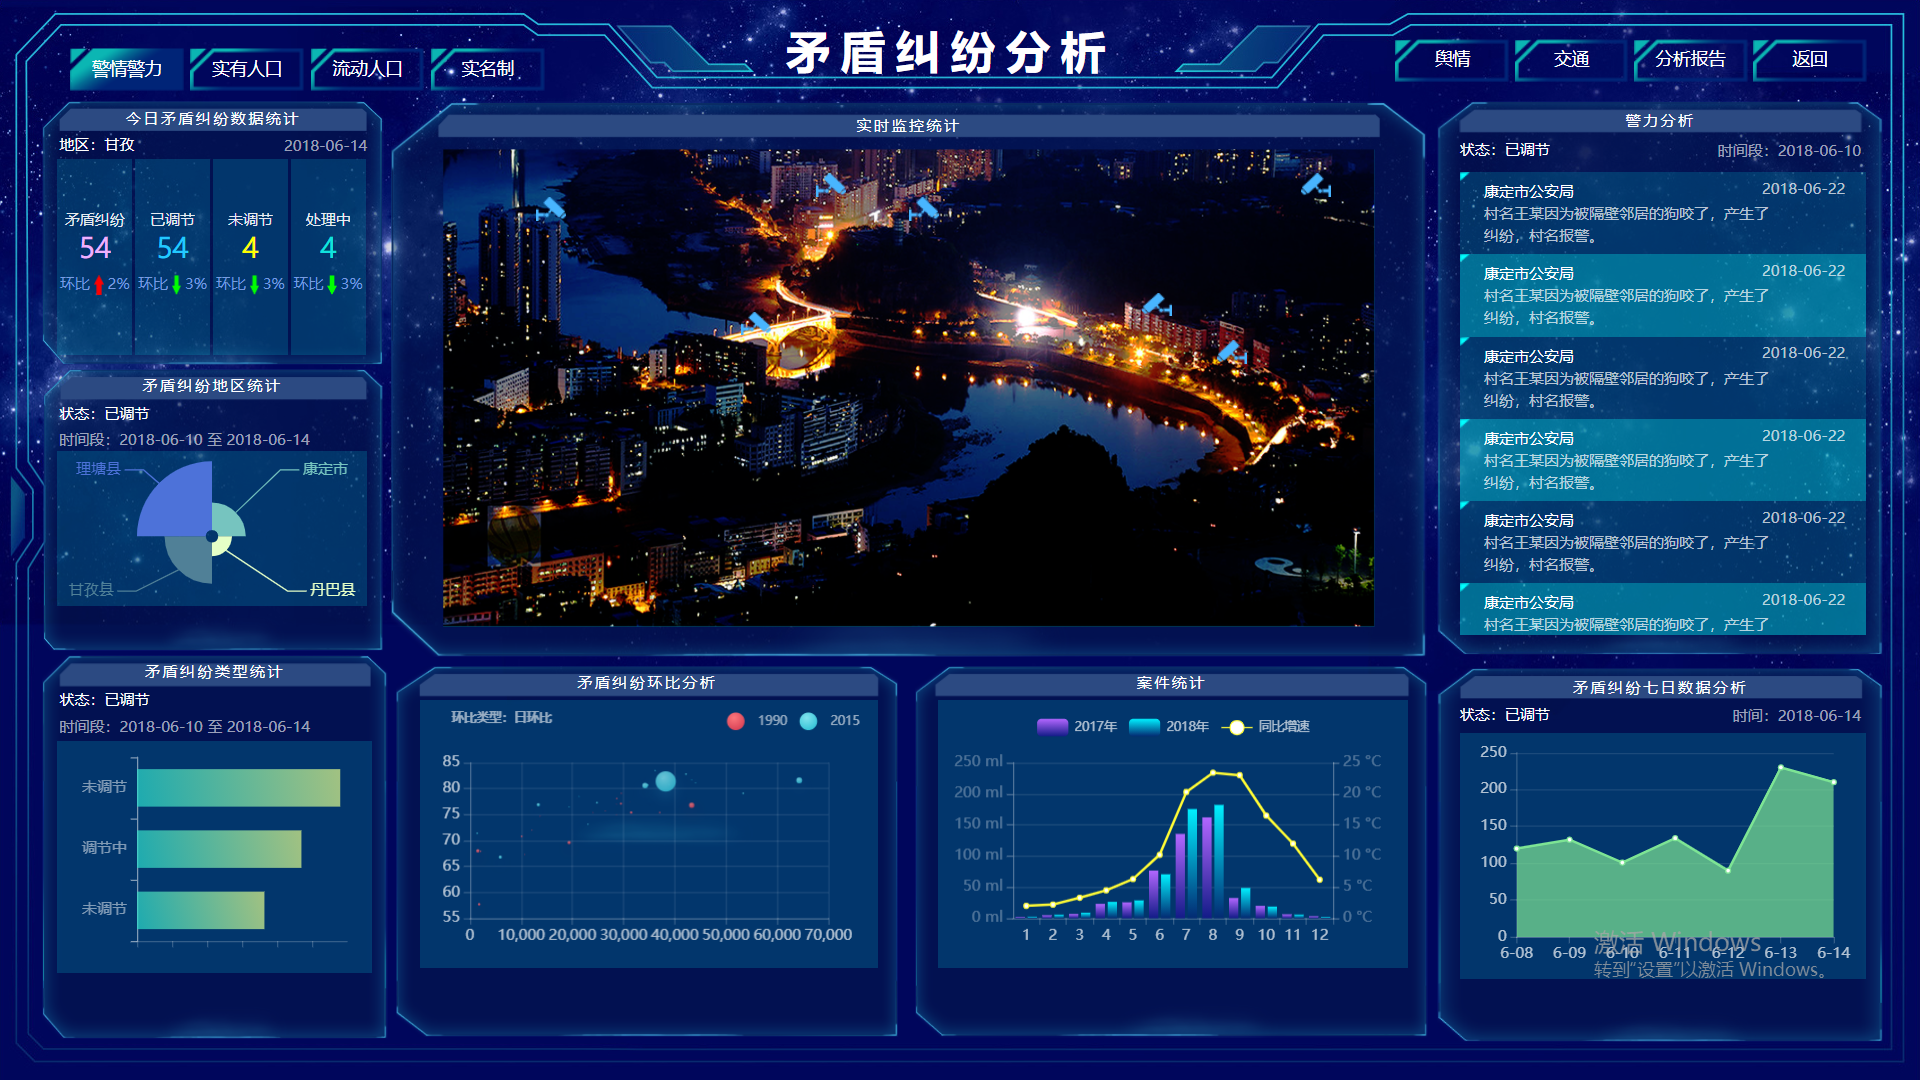 矛盾纠纷分析
警情警力
实有人口
流动人口
实名制
舆情
交通
分析报告
返回
今日矛盾纠纷数据统计
地区：甘孜
2018-06-14
矛盾纠纷
54
环比 2%
已调节
54
环比 3%
未调节
4
环比 3%
处理中
4
环比 3%
矛盾纠纷地区统计
状态：已调节
时间段：2018-06-10 至 2018-06-14
理塘县
康定市
甘孜县
丹巴县
矛盾纠纷类型统计
状态：已调节
时间段：2018-06-10 至 2018-06-14
未调节
调节中
未调节
实时监控统计
矛盾纠纷环比分析
环比类型：日环比
1990
2015
85
80
75
70
65
60
55
0 10,000 20,000 30,000 40,000 50,000 60,000 70,000
案件统计
2017年
2018年
同比增速
250 ml
200 ml
150 ml
100 ml
50 ml
0 ml
25 °C
20 °C
15 °C
10 °C
5 °C
0 °C
1 2 3 4 5 6 7 8 9 10 11 12
警力分析
状态：已调节
时间段：2018-06-10
康定市公安局
2018-06-22
村名王某因为被隔壁邻居的狗咬了，产生了
纠纷，村名报警。
康定市公安局
2018-06-22
村名王某因为被隔壁邻居的狗咬了，产生了
纠纷，村名报警。
康定市公安局
2018-06-22
村名王某因为被隔壁邻居的狗咬了，产生了
纠纷，村名报警。
康定市公安局
2018-06-22
村名王某因为被隔壁邻居的狗咬了，产生了
纠纷，村名报警。
康定市公安局
2018-06-22
村名王某因为被隔壁邻居的狗咬了，产生了
纠纷，村名报警。
康定市公安局
2018-06-22
村名王某因为被隔壁邻居的狗咬了，产生了
矛盾纠纷七日数据分析
状态：已调节
时间：2018-06-14
250
200
150
100
50
0
6-08 6-09 6-10 6-11 6-12 6-13 6-14
激活 Windows
转到“设置”以激活 Windows。